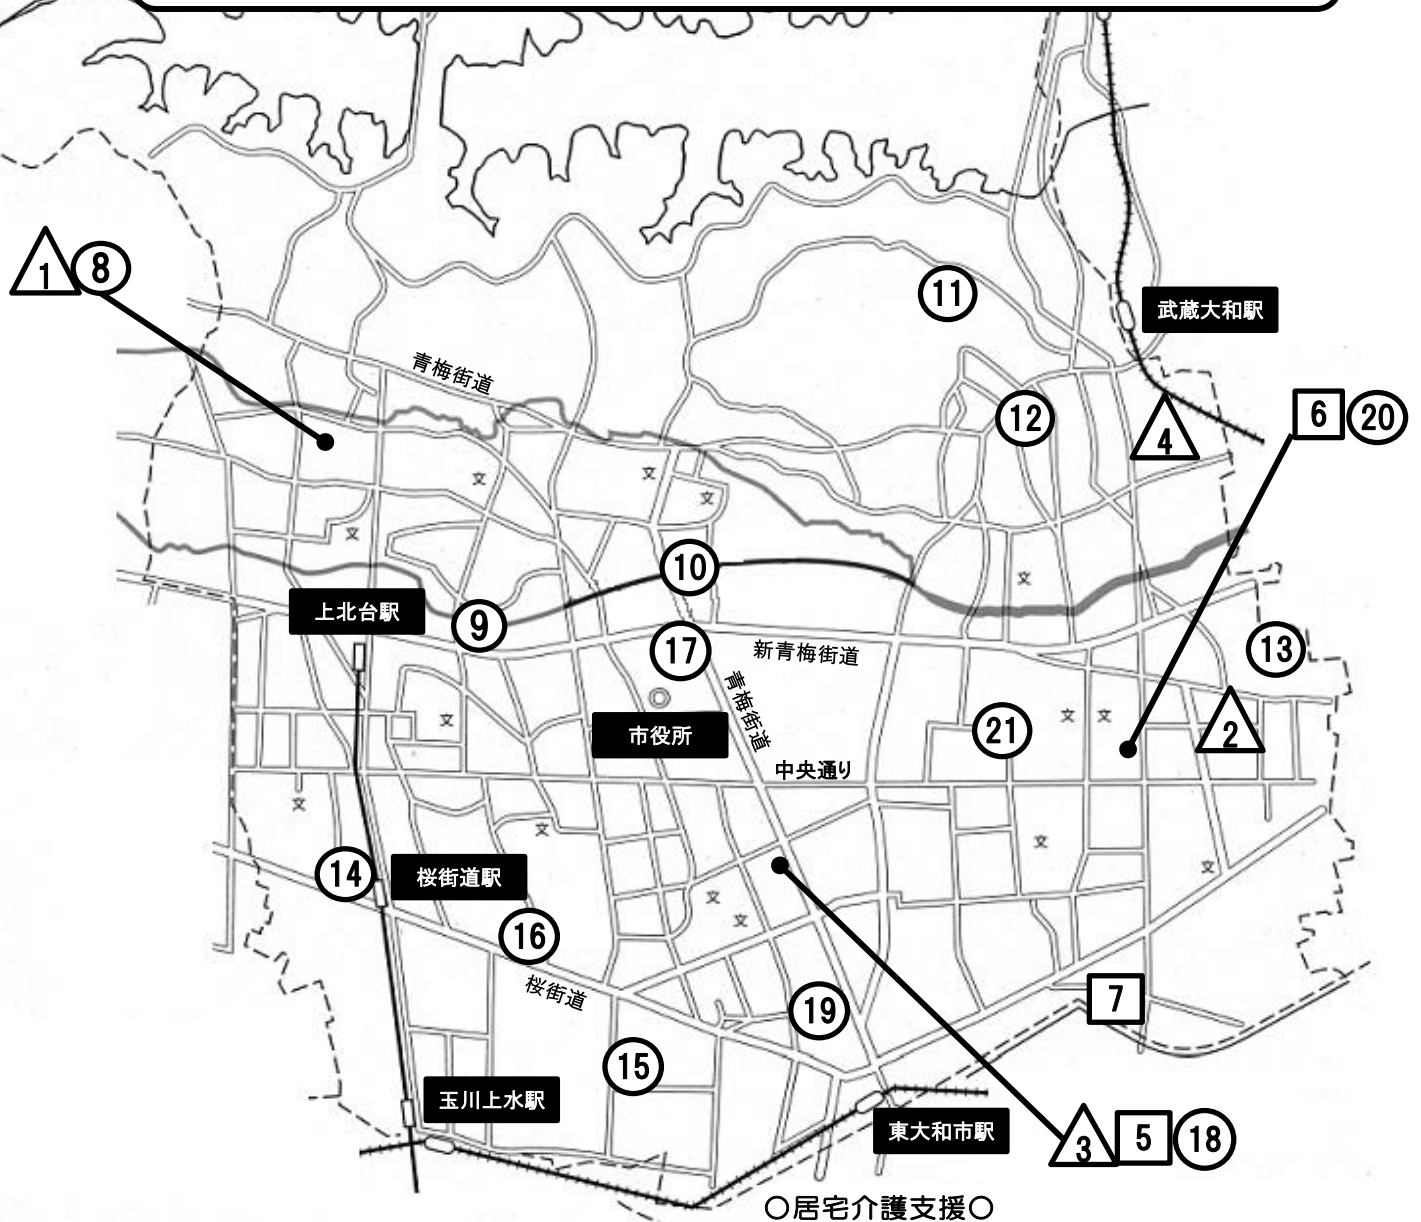 1 8
11
武蔵大和駅
青梅街道
6 20
12
4
文
文
文
文
10
文
上北台駅
9
17
新青梅街道
13
青梅街道
市役所
文
21
文
文
2
中央通り
文
文
文
文
14
桜街道駅
文
文
16
桜街道
7
19
15
玉川上水駅
東大和市駅
3 5 18
○居宅介護支援○